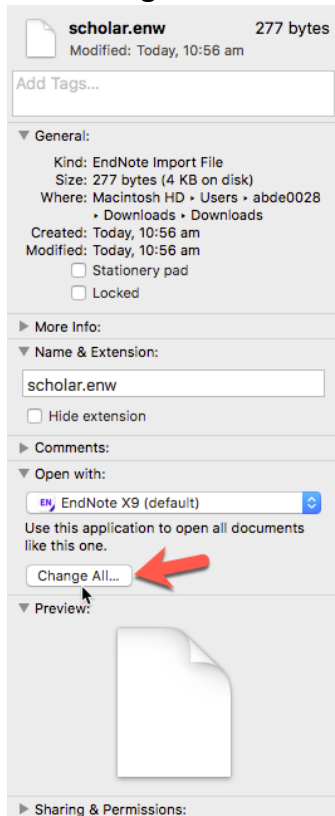 scholar.enw 277 bytes
Modified: Today, 10:56 am
Add Tags...
General:
Kind: EndNote Import File
Size: 277 bytes (4 KB on disk)
Where: Macintosh HD ‣ Users ‣ abde0028
‣ Downloads ‣ Downloads
Created: Today, 10:56 am
Modified: Today, 10:56 am
Stationery pad
Locked
More Info:
Name & Extension:
scholar.enw
Hide extension
Comments:
Open with:
EN EndNote X9 (default)
Use this application to open all documents
like this one.
Change All...
Preview:
Sharing & Permissions: